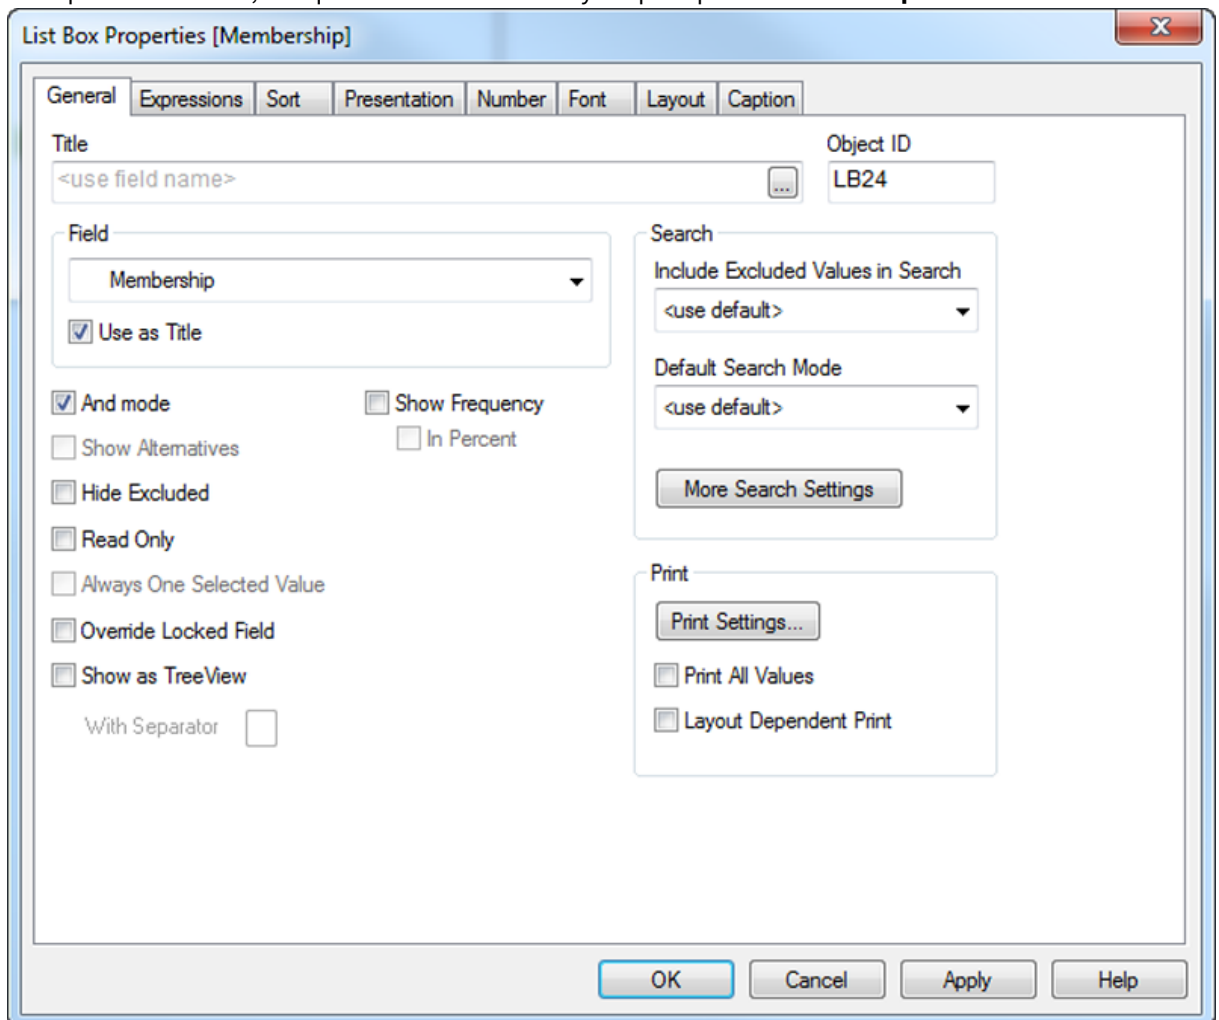 List Box Properties [Membership]
General Expressions Sort Presentation Number Font Layout Caption
Title
Object ID
<use field name>
...
LB24
Field
Membership
Use as Title
Search
Include Excluded Values in Search
<use default>
Default Search Mode
<use default>
More Search Settings
And mode
Show Frequency
In Percent
Show Alternatives
Hide Excluded
Read Only
Always One Selected Value
Override Locked Field
Show as TreeView
With Separator
Print
Print Settings...
Print All Values
Layout Dependent Print
OK Cancel Apply Help